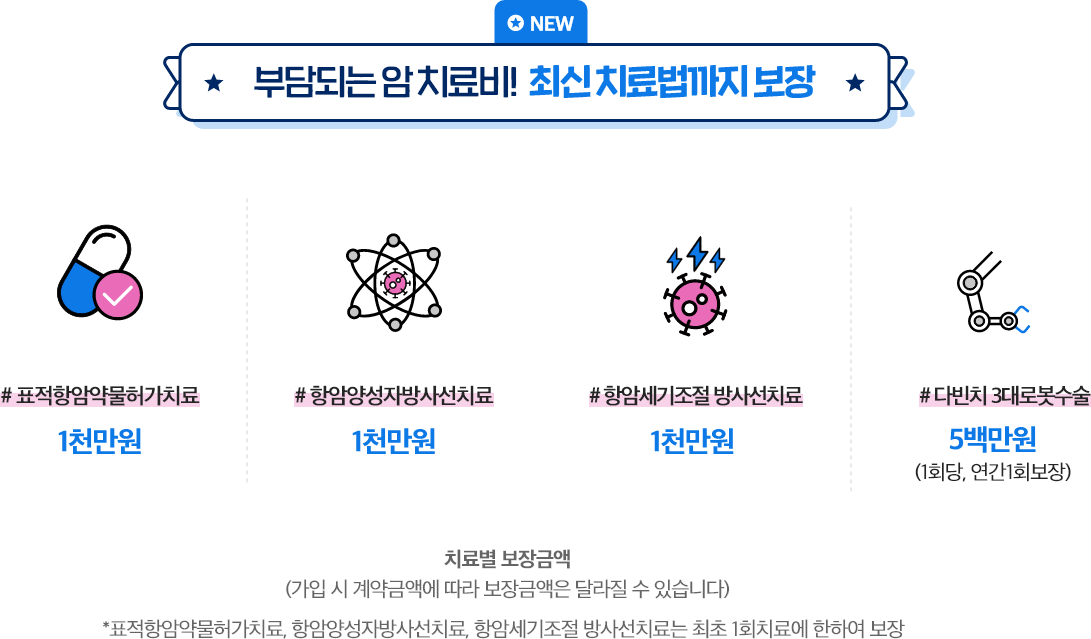 NEW
부담되는 암 치료비! 최신 치료법까지 보장
# 표적항암약물허가치료
1천만원
# 항암양성자방사선치료
1천만원
# 항암세기조절 방사선치료
1천만원
# 다빈치 3대로봇수술
5백만원
(1회당, 연간1회보장)
치료별 보장금액
(가입 시 계약금액에 따라 보장금액은 달라질 수 있습니다)
*표적항암약물허가치료, 항암양성자방사선치료, 항암세기조절 방사선치료는 최초 1회치료에 한하여 보장